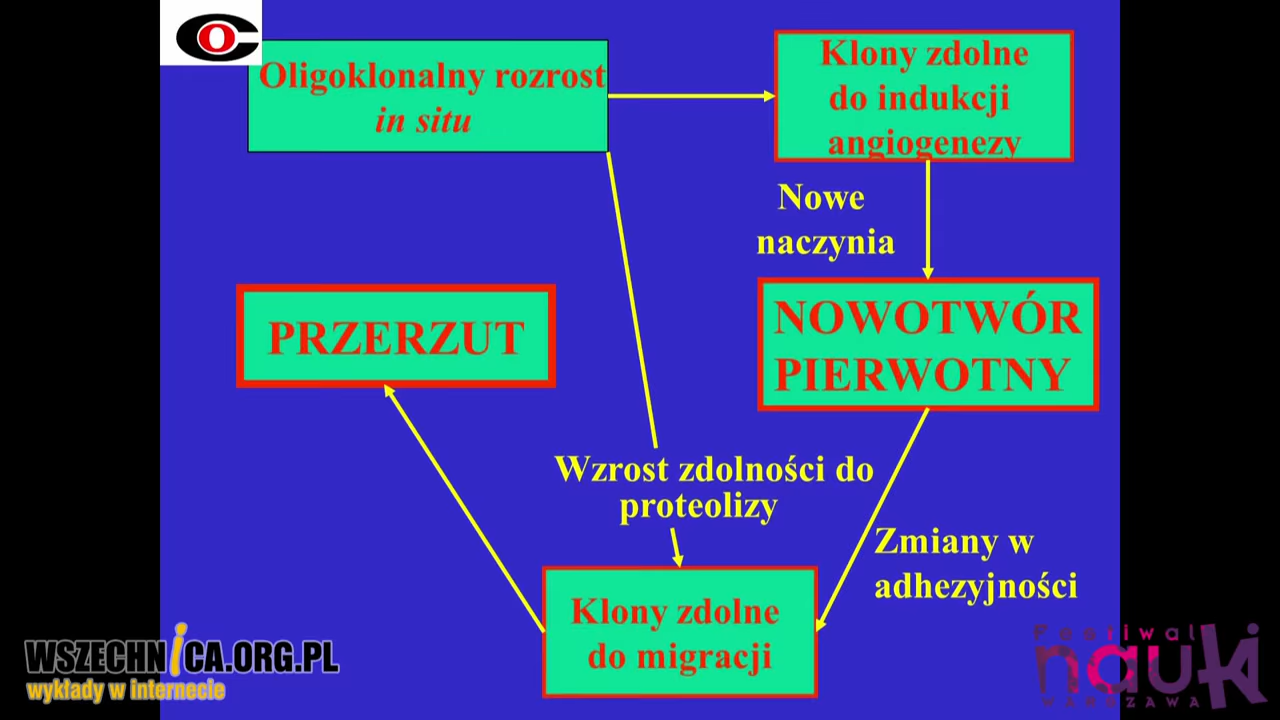 Oligoklonalny rozrost
in situ
Klony zdolne
do indukcji
angiogenezy
Nowe
naczynia
PRZERZUT
NOWOTWÓR
PIERWOTNY
Wzrost zdolności do
proteolizy
Zmiany w
adhezyjności
Klony zdolne
do migracji
WSZECHNICA.ORG.PL
wykłady w internecie
Festiwal
nauki
WARSZAWA